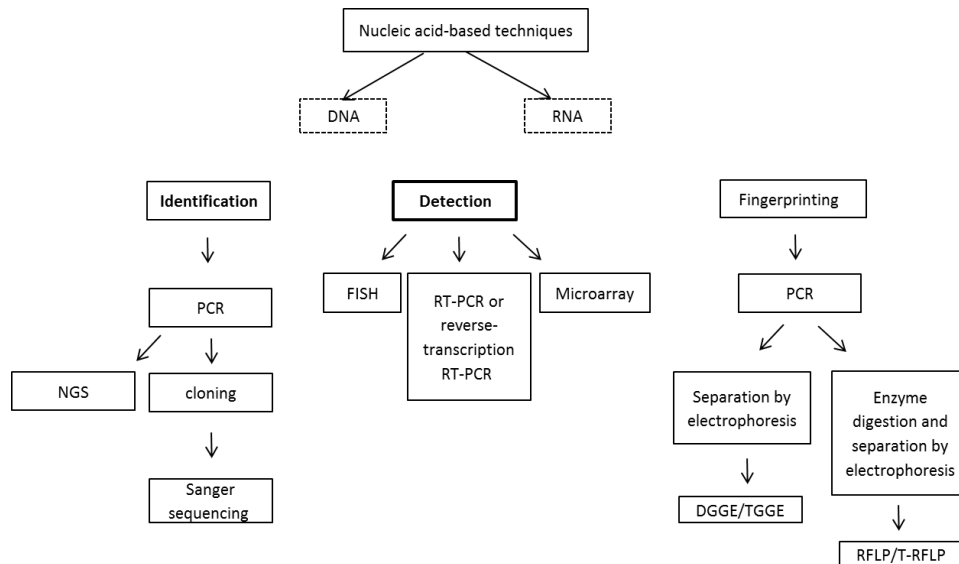 Nucleic acid-based techniques
DNA
RNA
Identification
Detection
Fingerprinting
PCR
FISH
RT-PCR or
reverse-
transcription
RT-PCR
Microarray
PCR
NGS
cloning
Separation by
electrophoresis
Enzyme
digestion and
separation by
electrophoresis
Sanger
sequencing
DGGE/TGGE
RFLP/T-RFLP